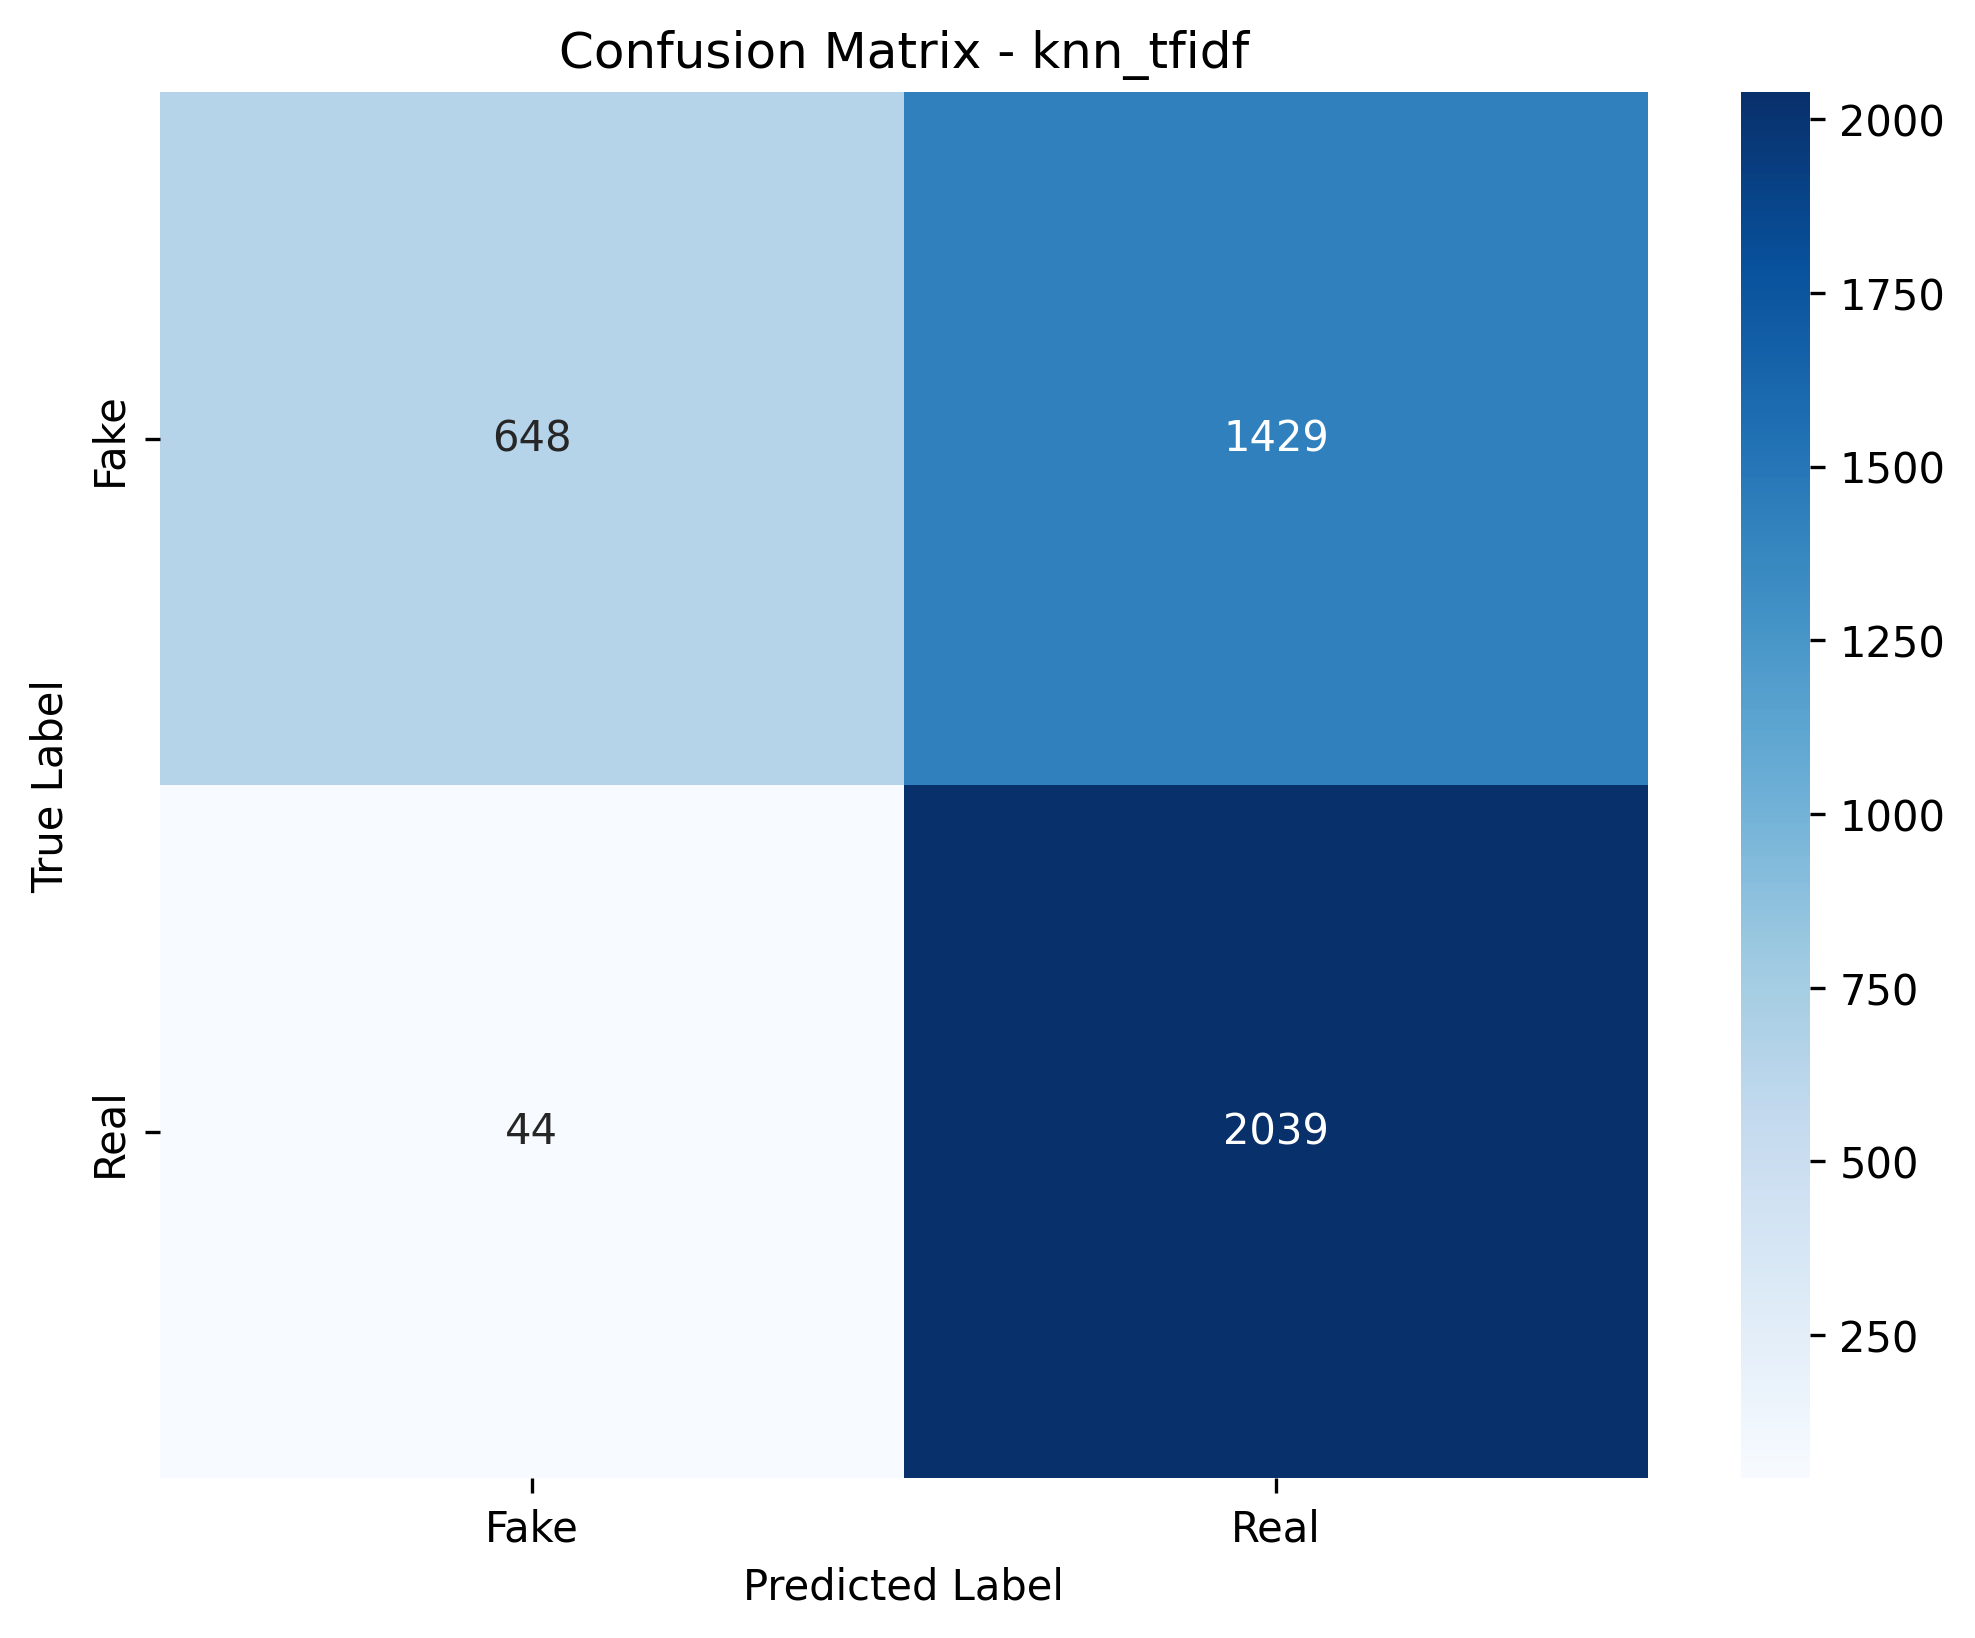 Confusion Matrix - knn_tfidf
True Label
Fake
Real
648
1429
44
2039
Fake
Real
Predicted Label
2000
1750
1500
1250
1000
750
500
250